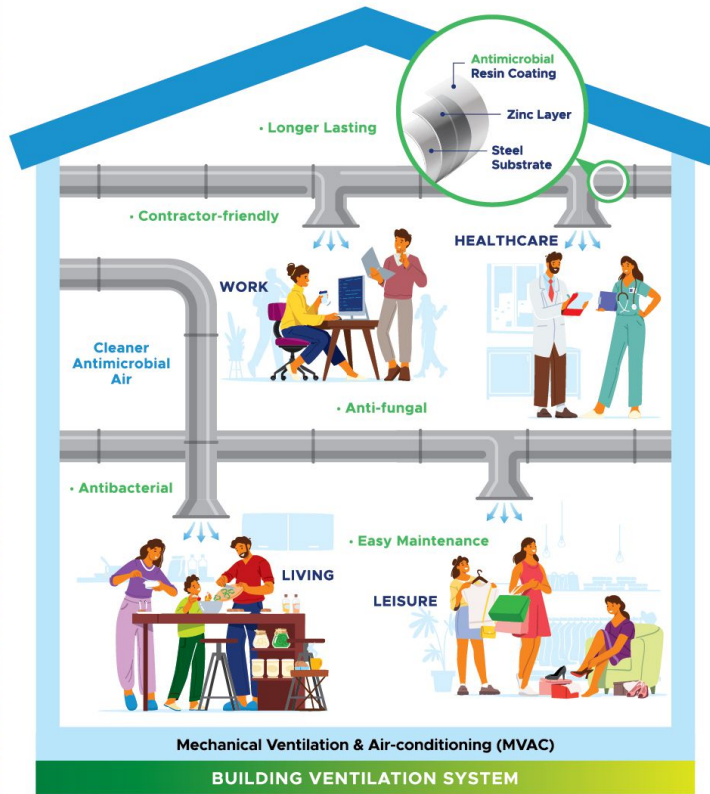 Antimicrobial
Resin Coating
Zinc Layer
Steel
Substrate
• Longer Lasting
• Contractor-friendly
HEALTHCARE
WORK
Cleaner
Antimicrobial
Air
• Anti-fungal
• Antibacterial
• Easy Maintenance
LIVING
LEISURE
Mechanical Ventilation & Air-conditioning (MVAC)
BUILDING VENTILATION SYSTEM